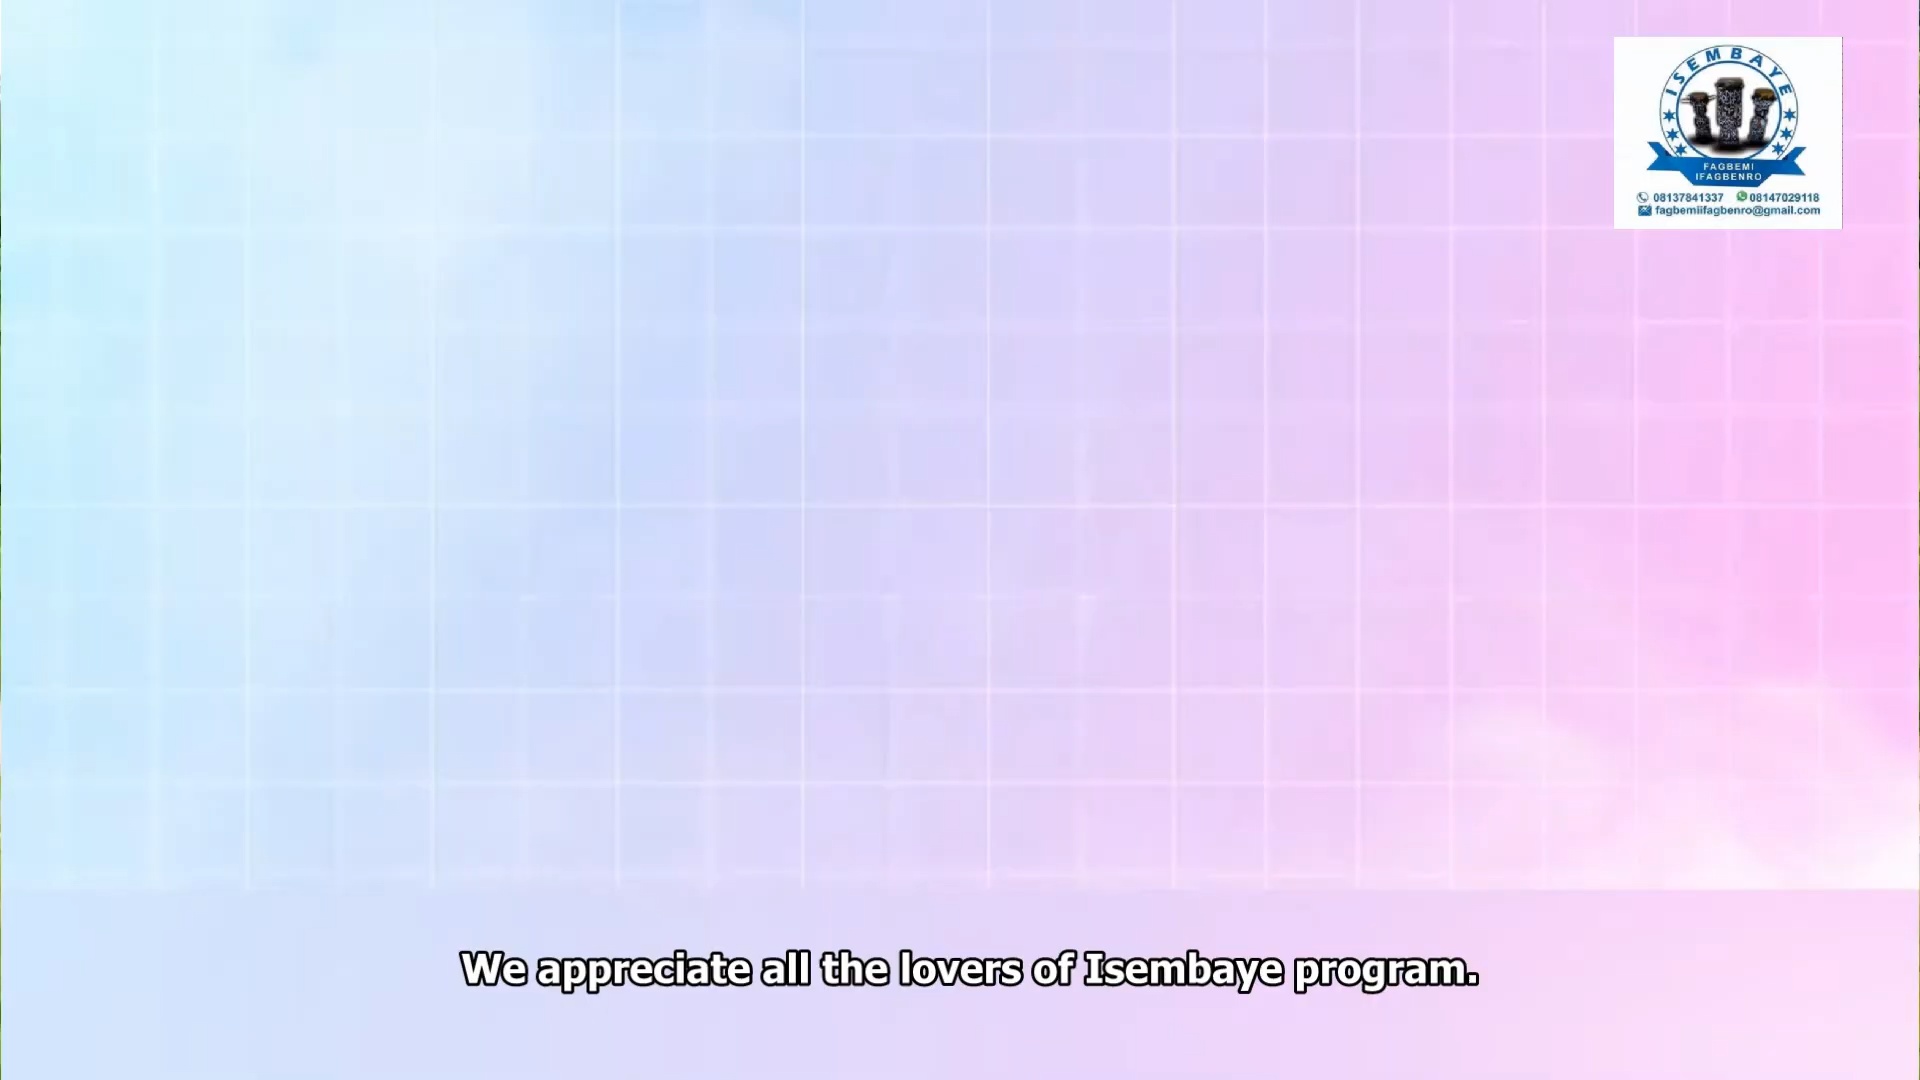 ISEMBAYE
FAGBEMI
IFAGBENRO
08137841337 08147029118
fagbemiifagbenro@gmail.com
We appreciate all the lovers of Isembaye program.